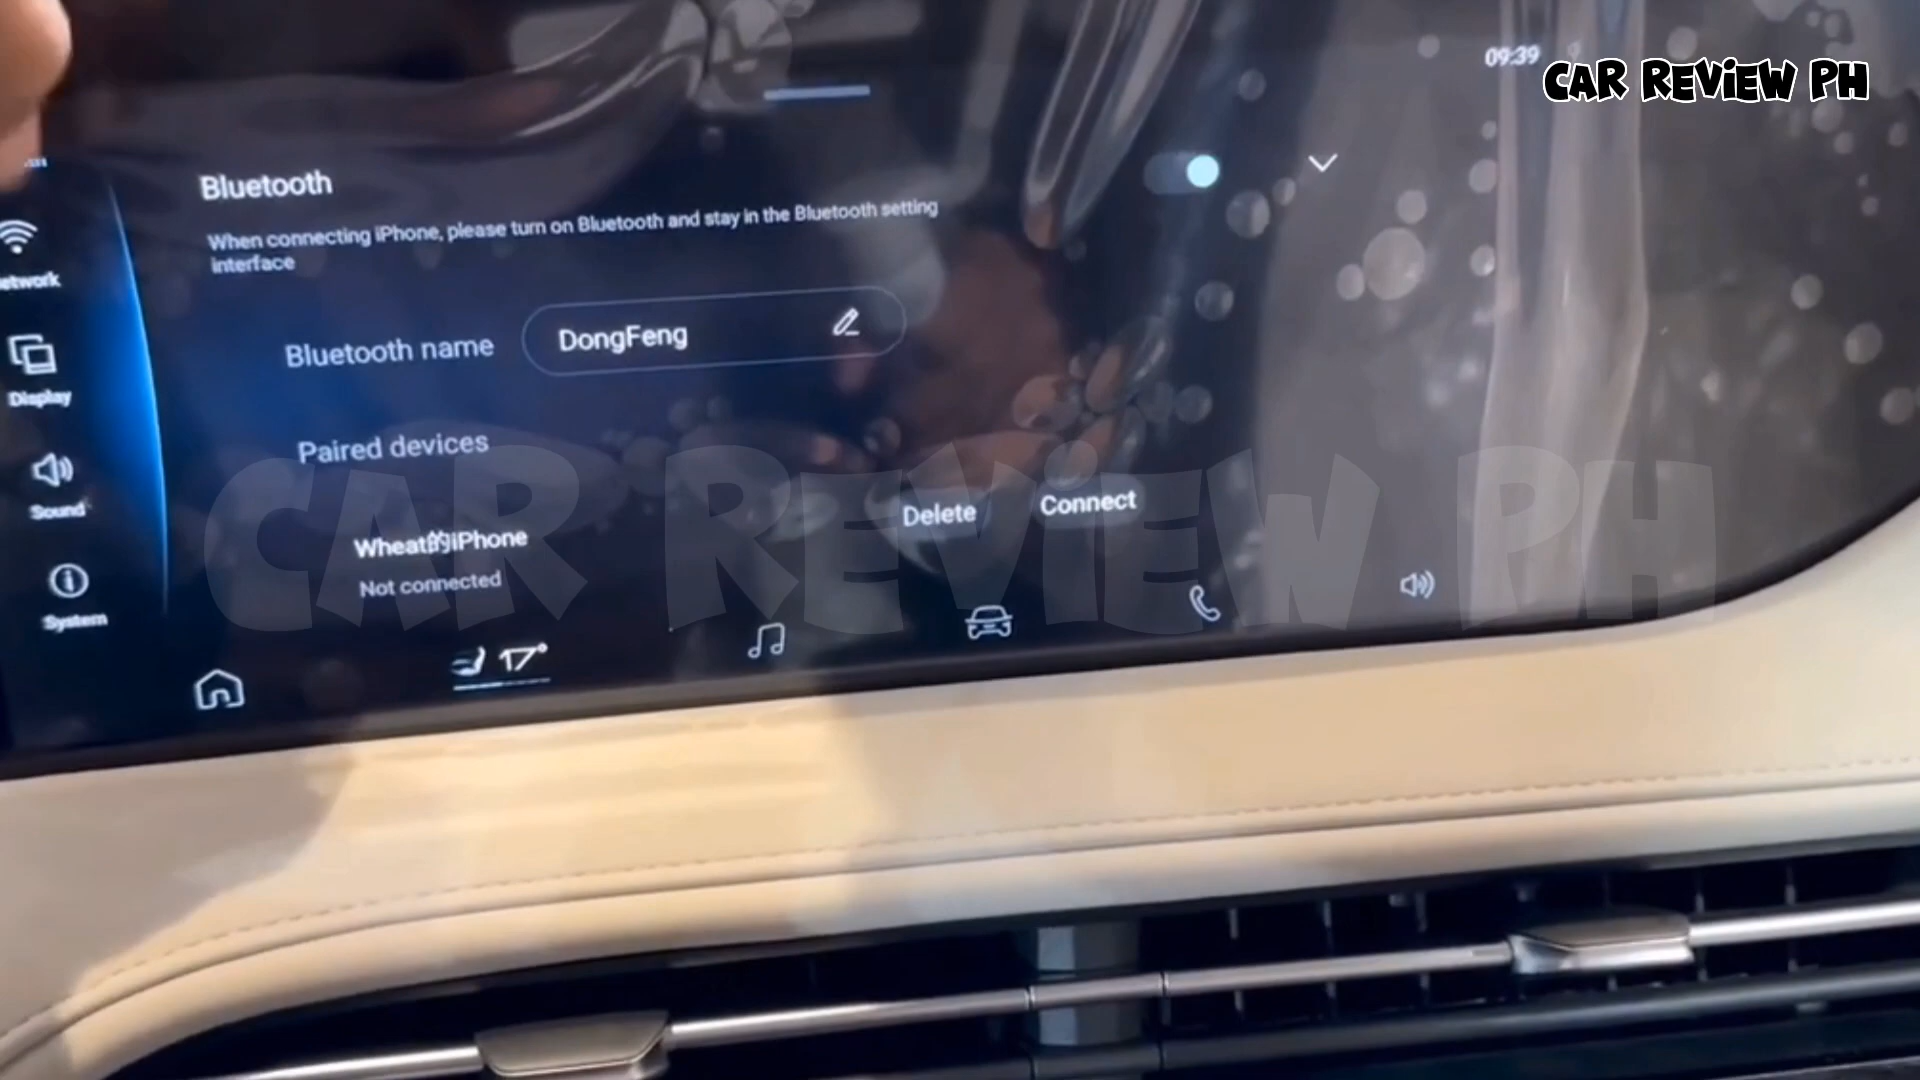 09:39
CAR REVIEW PH
Bluetooth
When connecting iPhone, please turn on Bluetooth and stay in the Bluetooth setting
interface
etwork
Bluetooth name
DongFeng
Display
Paired devices
Sound
Wheat的iPhone
Delete
Connect
Not connected
System
17°
CAR REVIEW PH